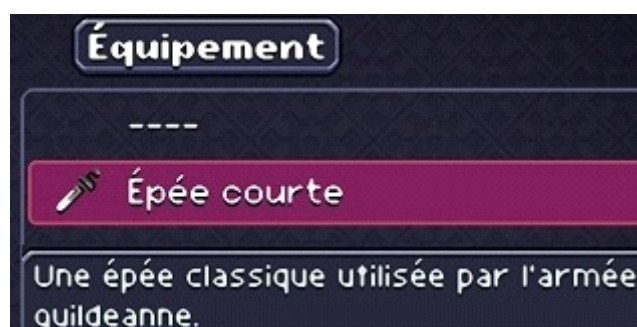 Équipement
----
Épée courte
Une épée classique utilisée par l'armée
guildeanne.